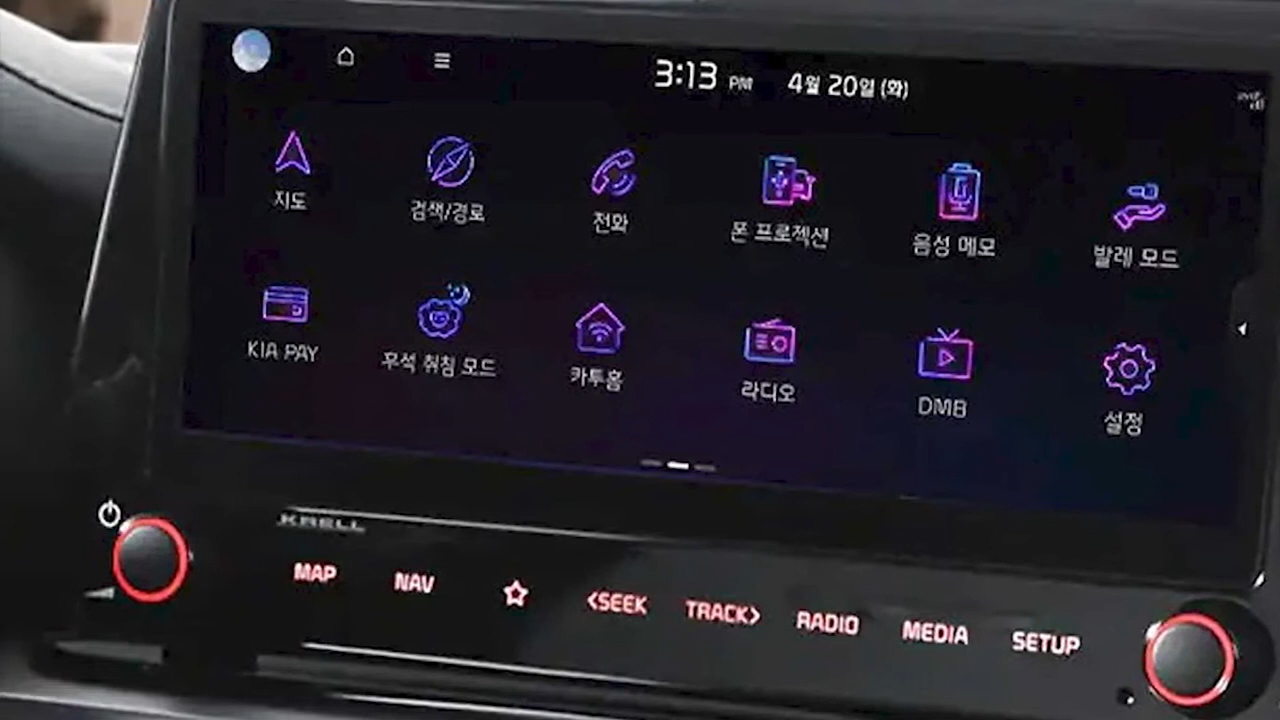 3:13 PM 4월 20일 (화)
지도 검색/경로 전화 폰 프로젝션 음성 메모 발레 모드
KIA PAY 후석 취침 모드 카투홈 라디오 DMB 설정
KRELL
MAP NAV <SEEK TRACK> RADIO MEDIA SETUP